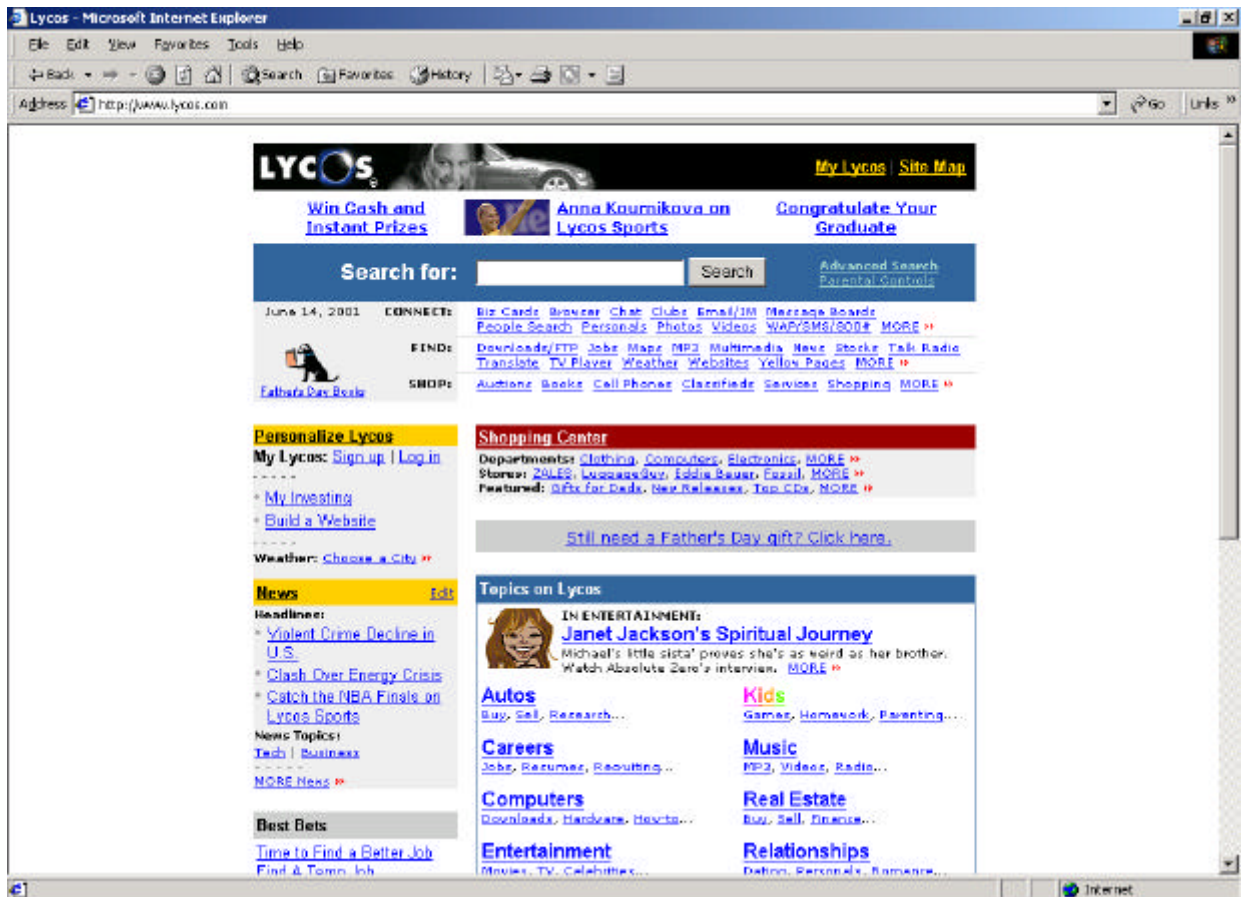 Lycos - Microsoft Internet Explorer
File Edit View Favorites Tools Help
Back Search Favorites History
Address http://www.lycos.com Go Links »
LYCOS My Lycos | Site Map
Win Cash and Instant Prizes
Anna Kournikova on Lycos Sports
Congratulate Your Graduate
Search for: Search
Advanced Search
Parental Controls
June 14, 2001
Father's Day Books
CONNECT: Biz Cards Browser Chat Clubs Email/IM Message Boards
People Search Personals Photos Videos WAP/SMS/800# MORE »
FIND: Downloads/FTP Jobs Maps MP3 Multimedia News Stocks Talk Radio
Translate TV Player Weather Websites Yellow Pages MORE »
SHOP: Auctions Books Cell Phones Classifieds Services Shopping MORE »
Personalize Lycos
My Lycos: Sign up | Log in
-----
My Investing
Build a Website
-----
Weather: Choose a City »
News Edit
Headlines:
Violent Crime Decline in
U.S.
Clash Over Energy Crisis
Catch the NBA Finals on
Lycos Sports
News Topics:
Tech | Business
-----
MORE News »
Best Bets
Time to Find a Better Job
Find A Temp Job
Shopping Center
Departments: Clothing, Computers, Electronics, MORE »
Stores: ZALES, LuggageGuy, Eddie Bauer, Fossil, MORE »
Featured: Gifts for Dads, New Releases, Top CDs, MORE »
Still need a Father's Day gift? Click here.
Topics on Lycos
IN ENTERTAINMENT:
Janet Jackson's Spiritual Journey
Michael's little sista' proves she's as weird as her brother.
Watch Absolute Zero's interview. MORE »
Autos
Buy, Sell, Research...
Kids
Games, Homework, Parenting...
Careers
Jobs, Resumes, Recruiting...
Music
MP3, Videos, Radio...
Computers
Downloads, Hardware, How-to...
Real Estate
Buy, Sell, Finance...
Entertainment
Movies, TV, Celebrities...
Relationships
Dating, Personals, Romance...
Internet